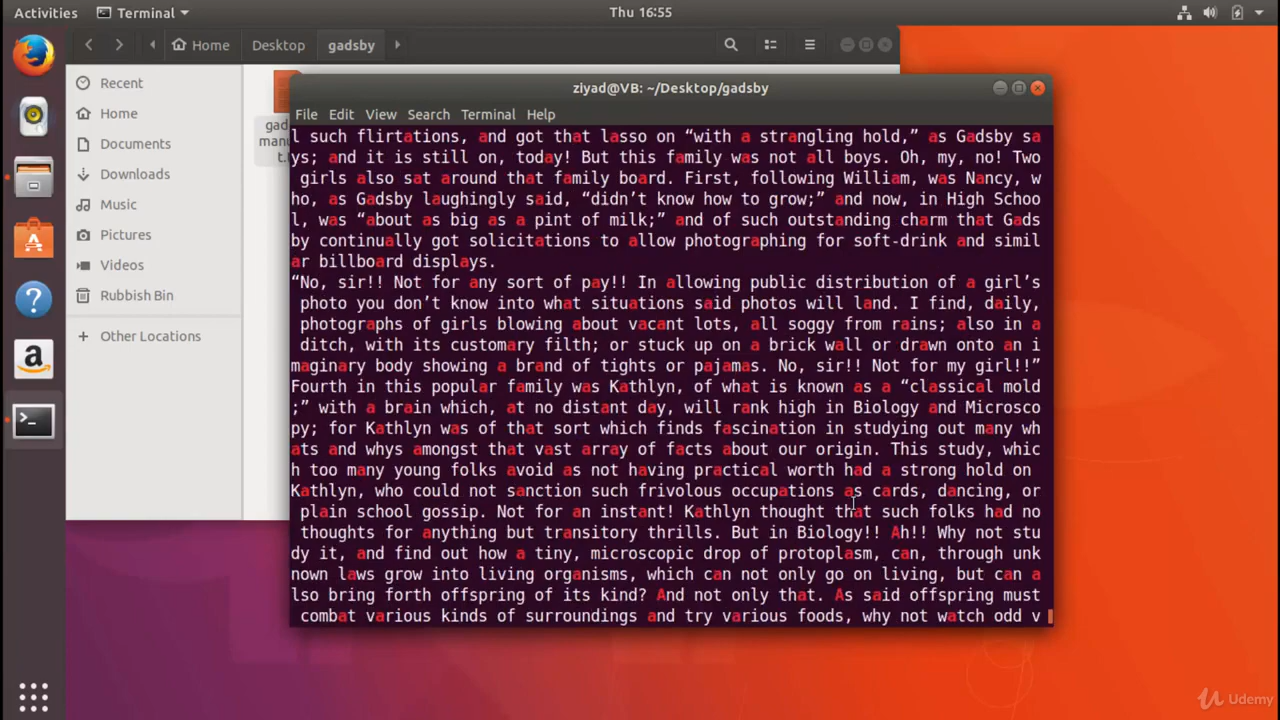 Activities Terminal Thu 16:55
Home Desktop gadsby
Recent
Home
Documents
Downloads
Music
Pictures
Videos
Rubbish Bin
Other Locations
gad
manu
t.
ziyad@VB: ~/Desktop/gadsby
File Edit View Search Terminal Help
l such flirtations, and got that lasso on “with a strangling hold,” as Gadsby sa
ys; and it is still on, today! But this family was not all boys. Oh, my, no! Two
girls also sat around that family board. First, following William, was Nancy, w
ho, as Gadsby laughingly said, “didn’t know how to grow;” and now, in High Schoo
l, was “about as big as a pint of milk;” and of such outstanding charm that Gads
by continually got solicitations to allow photographing for soft-drink and simil
ar billboard displays.
“No, sir!! Not for any sort of pay!! In allowing public distribution of a girl’s
photo you don’t know into what situations said photos will land. I find, daily,
photographs of girls blowing about vacant lots, all soggy from rains; also in a
ditch, with its customary filth; or stuck up on a brick wall or drawn onto an i
maginary body showing a brand of tights or pajamas. No, sir!! Not for my girl!!”
Fourth in this popular family was Kathlyn, of what is known as a “classical mold
;” with a brain which, at no distant day, will rank high in Biology and Microsco
py; for Kathlyn was of that sort which finds fascination in studying out many wh
ats and whys amongst that vast array of facts about our origin. This study, whic
h too many young folks avoid as not having practical worth had a strong hold on
Kathlyn, who could not sanction such frivolous occupations as cards, dancing, or
plain school gossip. Not for an instant! Kathlyn thought that such folks had no
thoughts for anything but transitory thrills. But in Biology!! Ah!! Why not stu
dy it, and find out how a tiny, microscopic drop of protoplasm, can, through unk
nown laws grow into living organisms, which can not only go on living, but can a
lso bring forth offspring of its kind? And not only that. As said offspring must
combat various kinds of surroundings and try various foods, why not watch odd v
Udemy